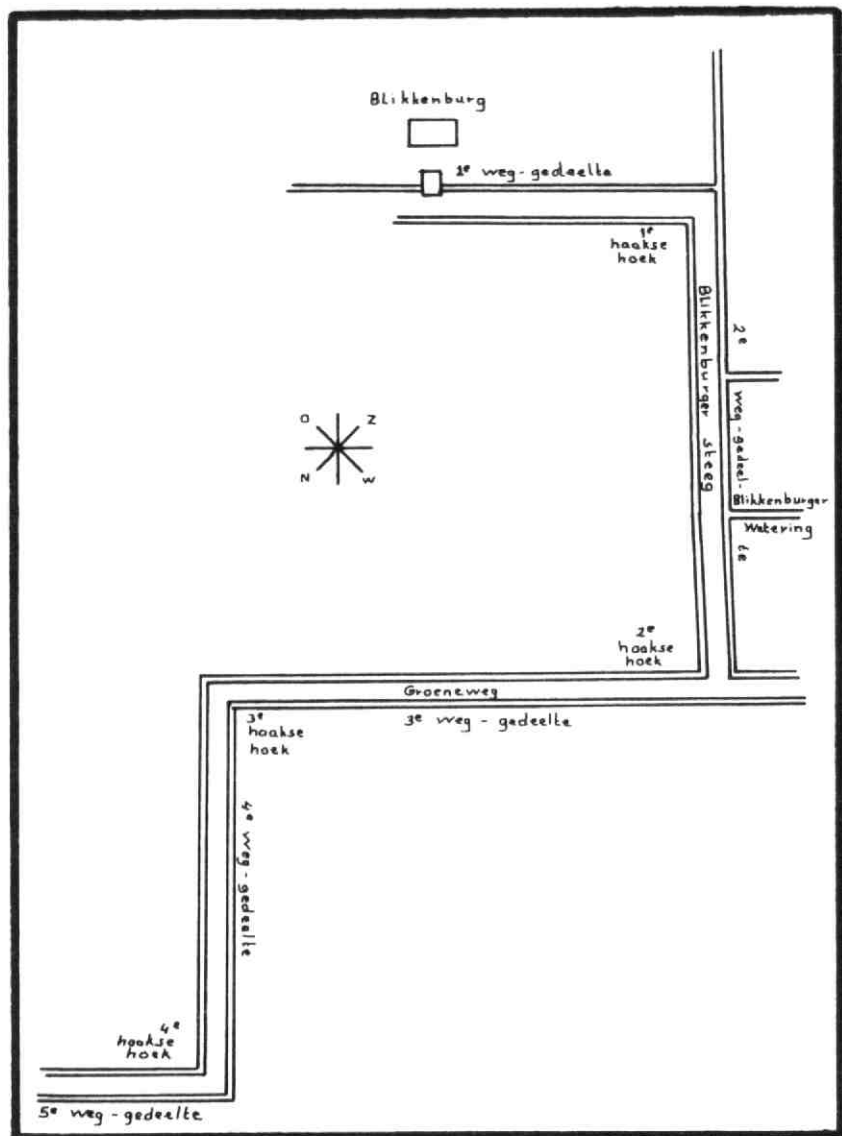 Blikkenburg
1e weg-gedeelte
1e
haakse
hoek
Blikkenburger steeg
2e
weg-gedeel-
te
O Z
N W
Blikkenburger
Wetering
2e
haakse
hoek
Groeneweg
3e weg-gedeelte
3e
haakse
hoek
4e weg-gedeelte
4e
haakse
hoek
5e weg-gedeelte